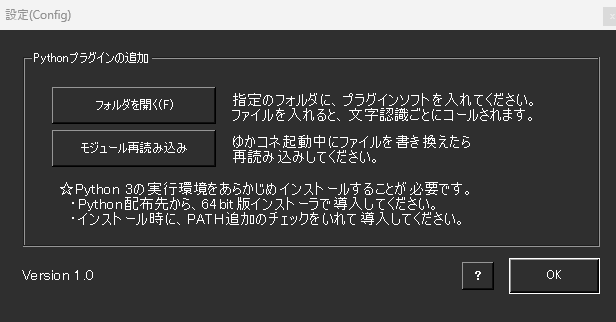 設定(Config)
Pythonプラグインの追加
フォルダを開く(F)
指定のフォルダに、プラグインソフトを入れてください。
ファイルを入れると、文字認識ごとにコールされます。
モジュール再読み込み
ゆかコネ起動中にファイルを書き換えたら
再読み込みしてください。
☆Python 3の実行環境をあらかじめインストールすることが必要です。
・Python配布先から、64bit版インストーラで導入してください。
・インストール時に、PATH追加のチェックをいれて導入してください。
Version 1.0
?
OK